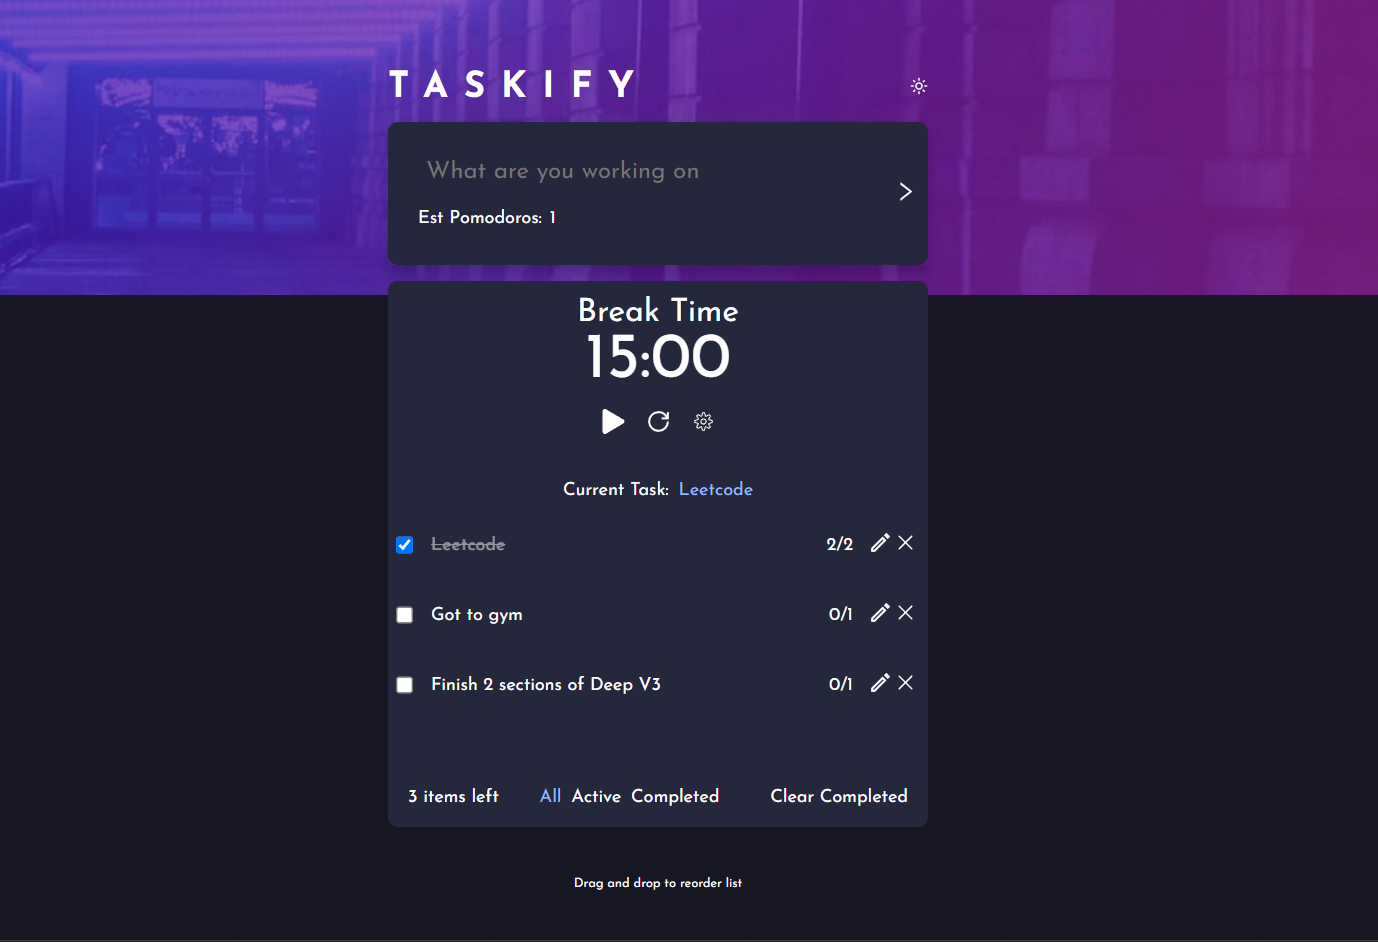 TASKIFY
What are you working on
Est Pomodoros: 1
Break Time
15:00
Current Task: Leetcode
Leetcode 2/2
Got to gym 0/1
Finish 2 sections of Deep V3 0/1
3 items left All Active Completed Clear Completed
Drag and drop to reorder list